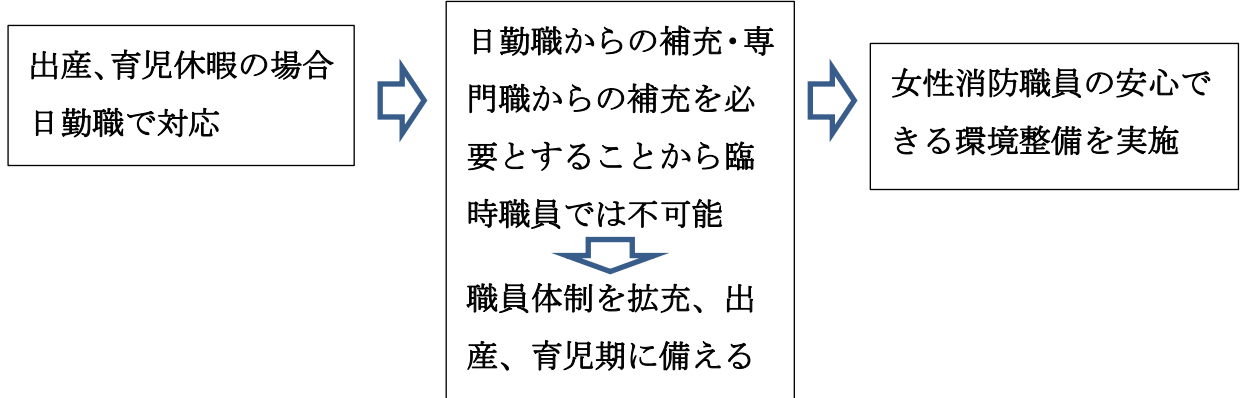 出産、育児休暇の場合
日勤職で対応
日勤職からの補充・専
門職からの補充を必
要とすることから臨
時職員では不可能
職員体制を拡充、出
産、育児期に備える
女性消防職員の安心で
きる環境整備を実施